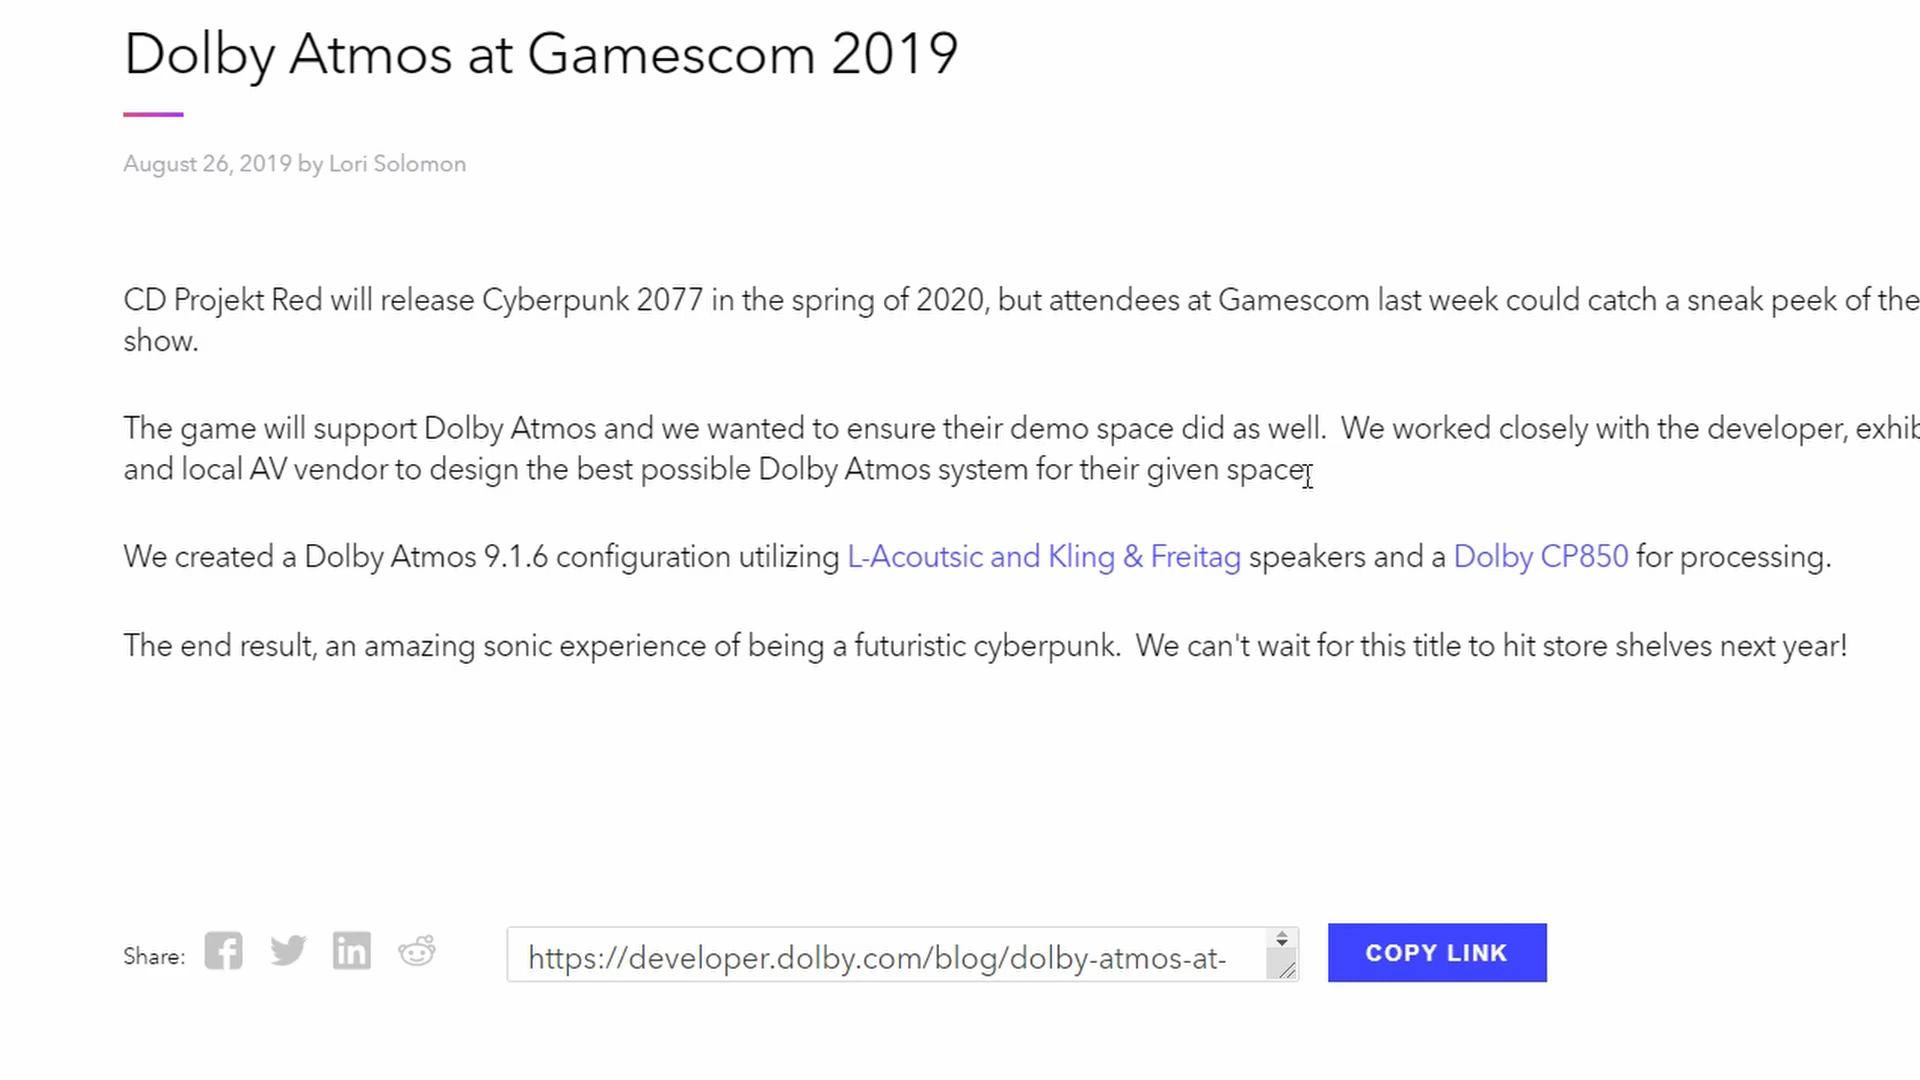 Dolby Atmos at Gamescom 2019
August 26, 2019 by Lori Solomon
CD Projekt Red will release Cyberpunk 2077 in the spring of 2020, but attendees at Gamescom last week could catch a sneak peek of the
show.
The game will support Dolby Atmos and we wanted to ensure their demo space did as well.  We worked closely with the developer, exhib
and local AV vendor to design the best possible Dolby Atmos system for their given space.
We created a Dolby Atmos 9.1.6 configuration utilizing L-Acoutsic and Kling & Freitag speakers and a Dolby CP850 for processing.
The end result, an amazing sonic experience of being a futuristic cyberpunk.  We can't wait for this title to hit store shelves next year!
Share:
https://developer.dolby.com/blog/dolby-atmos-at-
COPY LINK